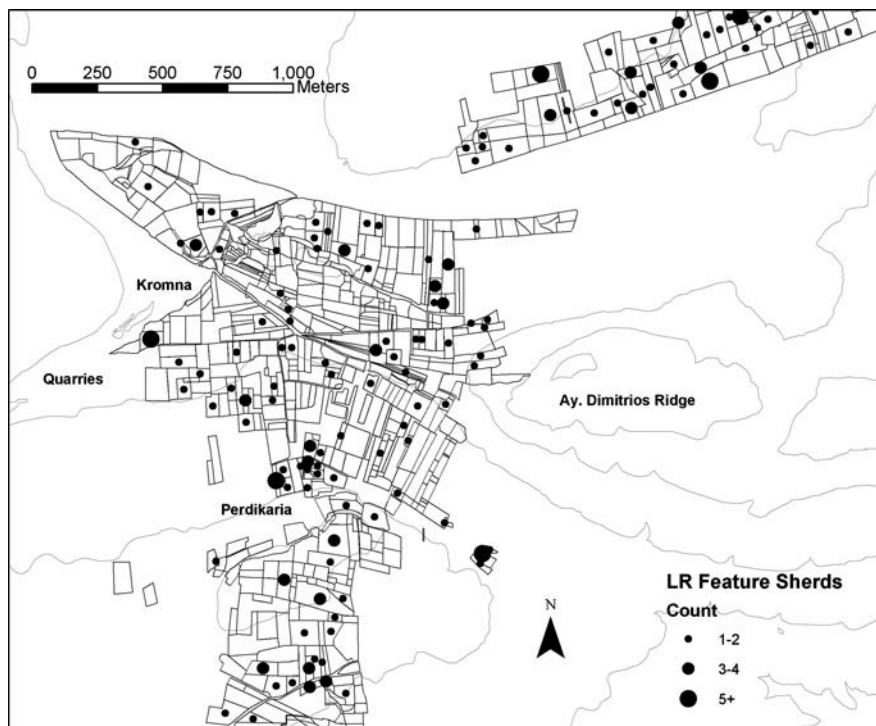 0 250 500 750 1,000
Meters
Kromna
Quarries
Ay. Dimitrios Ridge
Perdikaria
LR Feature Sherds
Count
N
1-2
3-4
5+